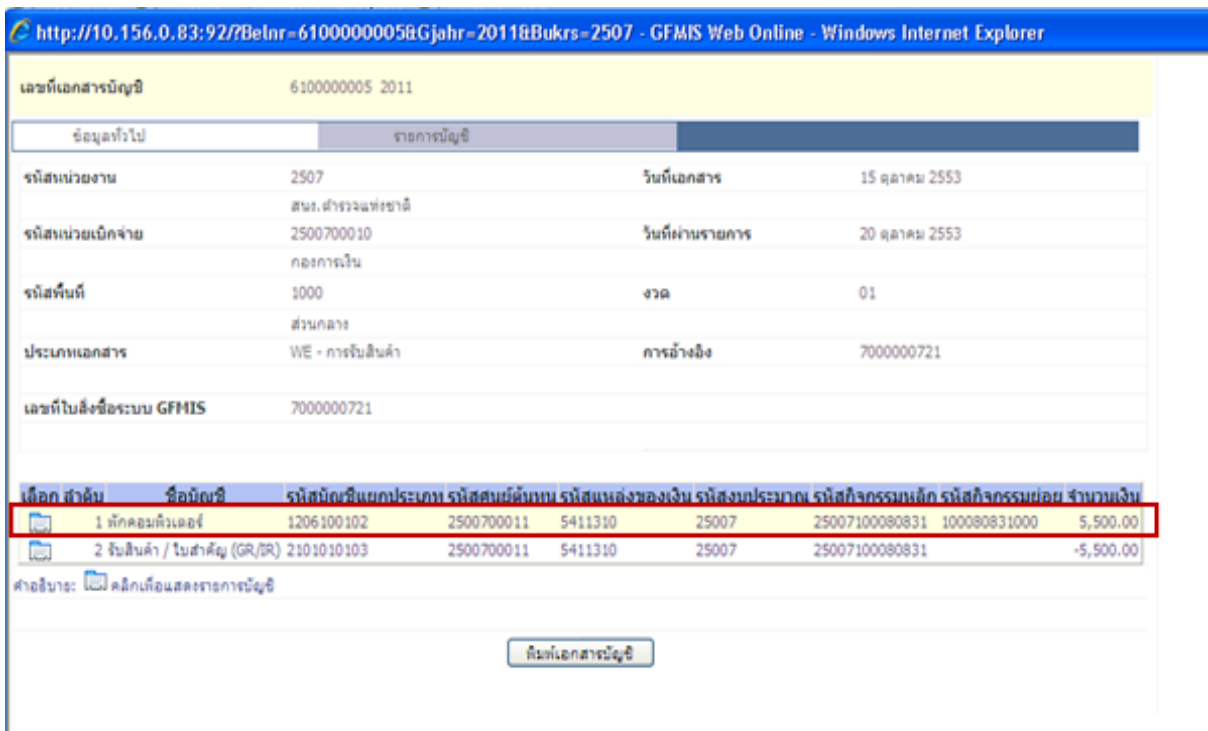 http://10.156.0.83:92/?Belnr=6100000005&Gjahr=2011&Bukrs=2507 - GFMIS Web Online - Windows Internet Explorer
เลขที่เอกสารบัญชี 6100000005 2011
ข้อมูลทั่วไป รายการบัญชี
รหัสหน่วยงาน 2507 วันที่เอกสาร 15 ตุลาคม 2553
สนง.ตำรวจแห่งชาติ
รหัสหน่วยเบิกจ่าย 2500700010 วันที่ผ่านรายการ 20 ตุลาคม 2553
กองการเงิน
รหัสพื้นที่ 1000 งวด 01
ส่วนกลาง
ประเภทเอกสาร WE - การรับสินค้า การอ้างอิง 7000000721
เลขที่ใบสั่งซื้อระบบ GFMIS 7000000721
เลือก ลำดับ ชื่อบัญชี รหัสบัญชีแยกประเภท รหัสศูนย์ต้นทุน รหัสแหล่งของเงิน รหัสงบประมาณ รหัสกิจกรรมหลัก รหัสกิจกรรมย่อย จำนวนเงิน
1 พักคอมพิวเตอร์ 1206100102 2500700011 5411310 25007 25007100080831 100080831000 5,500.00
2 รับสินค้า / ใบสำคัญ (GR/IR) 2101010103 2500700011 5411310 25007 25007100080831 -5,500.00
คำอธิบาย: คลิกเพื่อแสดงรายการบัญชี
พิมพ์เอกสารบัญชี